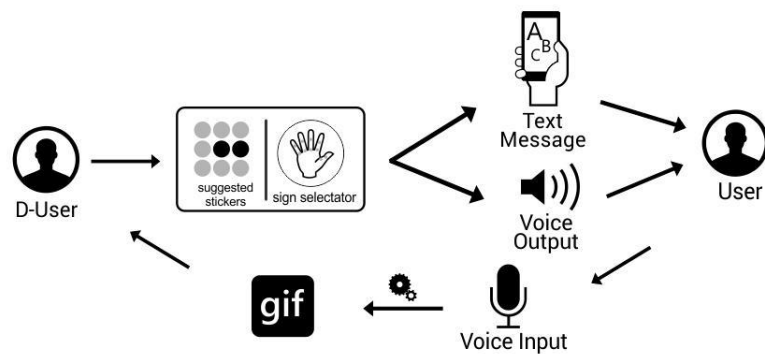 A
B
C
Text
Message
D-User
suggested
stickers
sign selectator
User
Voice
Output
gif
Voice Input